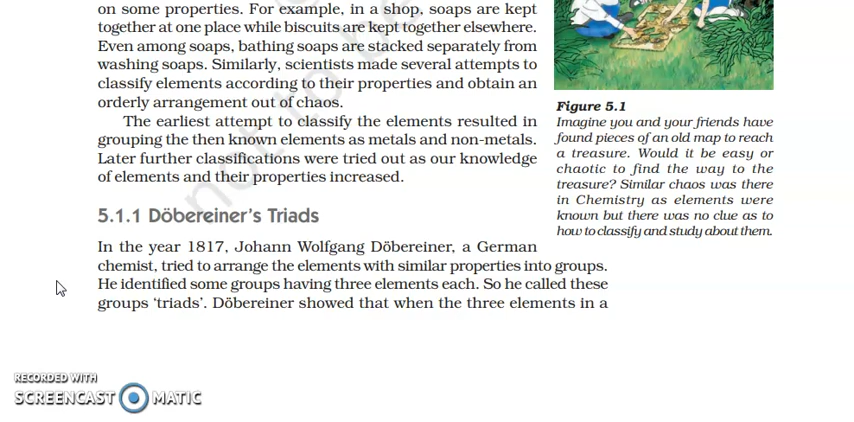 on some properties. For example, in a shop, soaps are kept
together at one place while biscuits are kept together elsewhere.
Even among soaps, bathing soaps are stacked separately from
washing soaps. Similarly, scientists made several attempts to
classify elements according to their properties and obtain an
orderly arrangement out of chaos.
The earliest attempt to classify the elements resulted in
grouping the then known elements as metals and non-metals.
Later further classifications were tried out as our knowledge
of elements and their properties increased.
Figure 5.1
Imagine you and your friends have
found pieces of an old map to reach
a treasure. Would it be easy or
chaotic to find the way to the
treasure? Similar chaos was there
in Chemistry as elements were
known but there was no clue as to
how to classify and study about them.
5.1.1 Döbereiner's Triads
In the year 1817, Johann Wolfgang Döbereiner, a German
chemist, tried to arrange the elements with similar properties into groups.
He identified some groups having three elements each. So he called these
groups ‘triads’. Döbereiner showed that when the three elements in a
not to be
RECORDED WITH
SCREENCAST MATIC